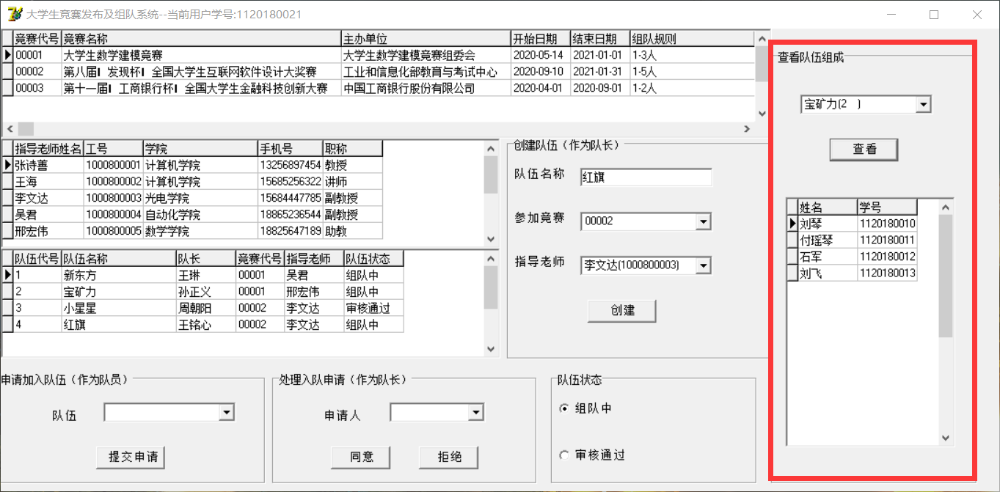 大学生竞赛发布及组队系统--当前用户学号:1120180021
竞赛代号 竞赛名称 主办单位 开始日期 结束日期 组队规则
00001 大学生数学建模竞赛 大学生数学建模竞赛组委会 2020-05-14 2021-01-01 1-3人
00002 第八届“发现杯”全国大学生互联网软件设计大奖赛 工业和信息化部教育与考试中心 2020-09-10 2021-01-31 1-5人
00003 第十一届“工商银行杯”全国大学生金融科技创新大赛 中国工商银行股份有限公司 2020-04-01 2020-09-01 1-2人
指导老师姓名 工号 学院 手机号 职称
张诗善 1000800001 计算机学院 13256897454 教授
王海 1000800002 计算机学院 15685256322 讲师
李文达 1000800003 光电学院 15684447785 副教授
吴君 1000800004 自动化学院 18865236544 副教授
邢宏伟 1000800005 数学学院 18825647189 助教
队伍代号 队伍名称 队长 竞赛代号 指导老师 队伍状态
1 新东方 王琳 00001 吴君 组队中
2 宝矿力 孙正义 00001 邢宏伟 组队中
3 小星星 周朝阳 00002 李文达 审核通过
4 红旗 王铭心 00002 李文达 组队中
创建队伍（作为队长）
队伍名称 红旗
参加竞赛 00002
指导老师 李文达(1000800003)
创建
查看队伍组成
宝矿力(2 )
查看
姓名 学号
刘琴 1120180010
付瑶琴 1120180011
石军 1120180012
刘飞 1120180013
申请加入队伍（作为队员）
队伍
提交申请
处理入队申请（作为队长）
申请人
同意 拒绝
队伍状态
组队中
审核通过